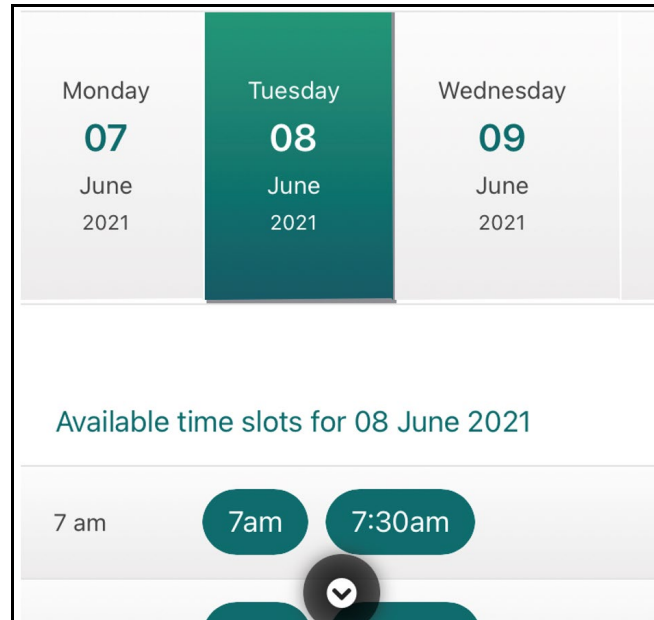 Monday Tuesday Wednesday
07 08 09
June June June
2021 2021 2021
Available time slots for 08 June 2021
7 am 7am 7:30am